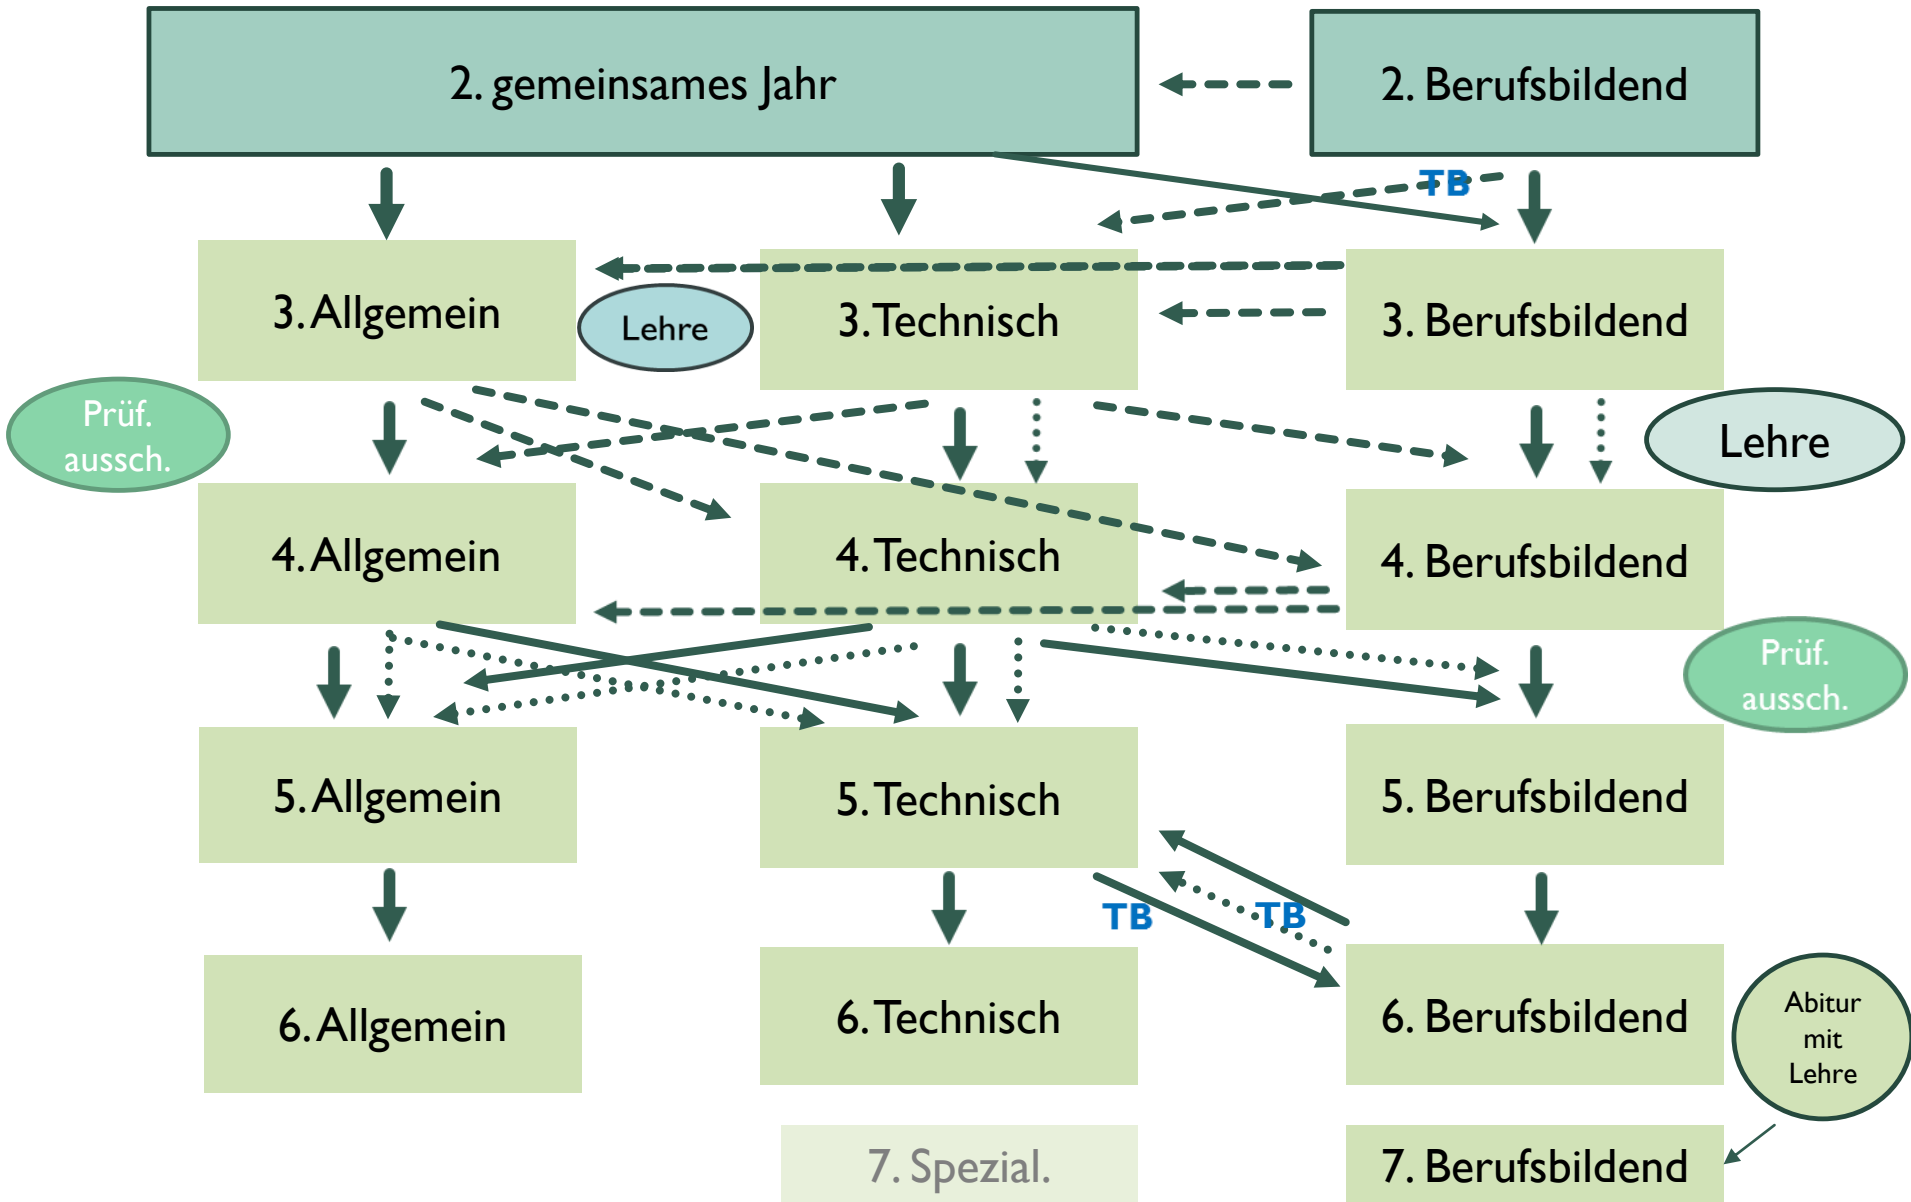 2. gemeinsames Jahr
2. Berufsbildend
TB
3. Allgemein
Lehre
3. Technisch
3. Berufsbildend
Prüf.
aussch.
Lehre
4. Allgemein
4. Technisch
4. Berufsbildend
Prüf.
aussch.
5. Allgemein
5. Technisch
5. Berufsbildend
TB
TB
6. Allgemein
6. Technisch
6. Berufsbildend
Abitur
mit
Lehre
7. Spezial.
7. Berufsbildend